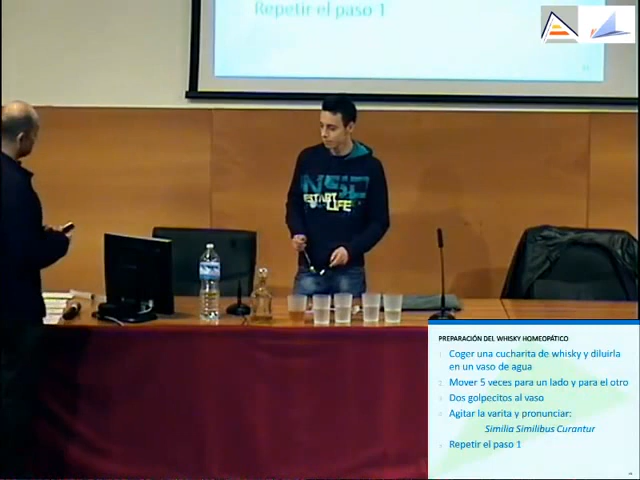 Repetir el paso 1
PREPARACIÓN DEL WHISKY HOMEOPÁTICO
Coger una cucharita de whisky y diluirla
en un vaso de agua
Mover 5 veces para un lado y para el otro
Dos golpecitos al vaso
Agitar la varita y pronunciar:
Similia Similibus Curantur
Repetir el paso 1
LIFE